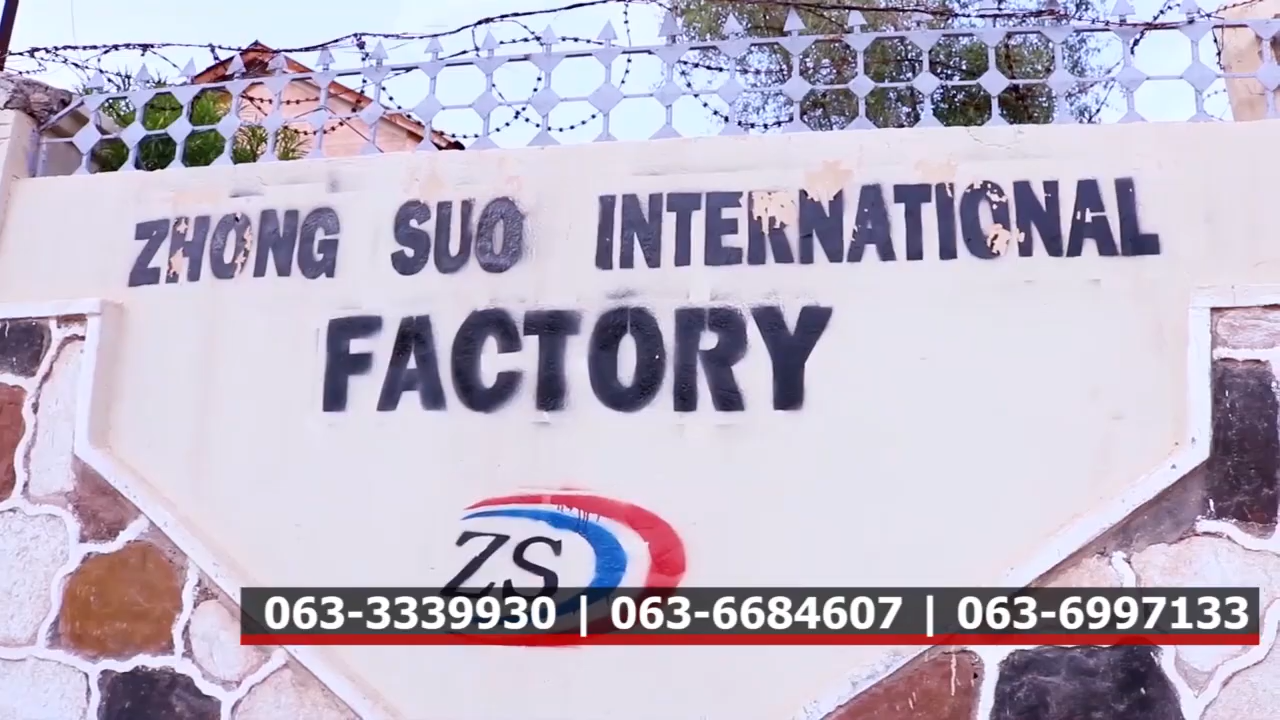 ZHONG SUO INTERNATIONAL
FACTORY
ZS
063-3339930 | 063-6684607 | 063-6997133